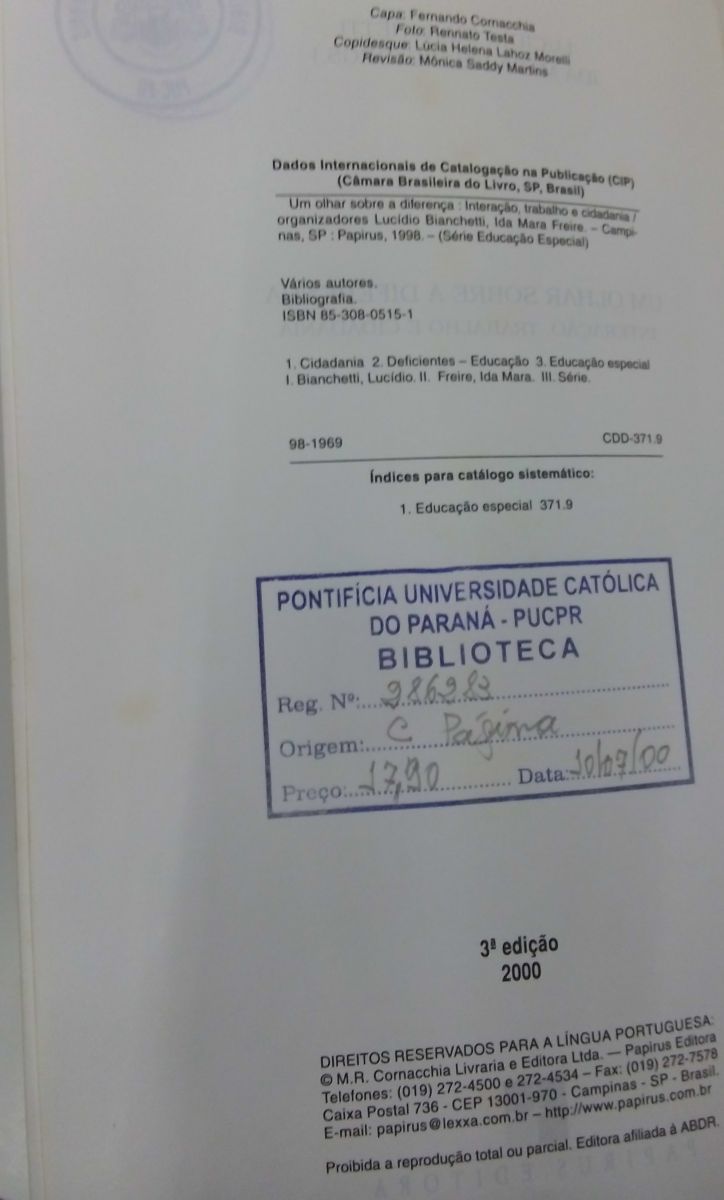 Capa: Fernando Cornacchia
Foto: Rennato Testa
Copidesque: Lúcia Helena Lahoz Morelli
Revisão: Mônica Saddy Martins
Dados Internacionais de Catalogação na Publicação (CIP)
(Câmara Brasileira do Livro, SP, Brasil)
Um olhar sobre a diferença : Interação, trabalho e cidadania /
organizadores Lucídio Bianchetti, Ida Mara Freire. – Campi-
nas, SP : Papirus, 1998. – (Série Educação Especial)
Vários autores.
Bibliografia.
ISBN 85-308-0515-1
1. Cidadania 2. Deficientes – Educação 3. Educação especial
I. Bianchetti, Lucídio. II. Freire, Ida Mara. III. Série.
98-1969 CDD-371.9
Índices para catálogo sistemático:
1. Educação especial 371.9
PONTIFÍCIA UNIVERSIDADE CATÓLICA
DO PARANÁ - PUCPR
BIBLIOTECA
Reg. Nº: 986283
Origem: C Página
Preço: 17,90 Data: 10/07/00
3ª edição
2000
DIREITOS RESERVADOS PARA A LÍNGUA PORTUGUESA:
© M.R. Cornacchia Livraria e Editora Ltda. — Papirus Editora
Telefones: (019) 272-4500 e 272-4534 – Fax: (019) 272-7578
Caixa Postal 736 - CEP 13001-970 - Campinas - SP - Brasil.
E-mail: papirus@lexxa.com.br – http://www.papirus.com.br
Proibida a reprodução total ou parcial. Editora afiliada à ABDR.